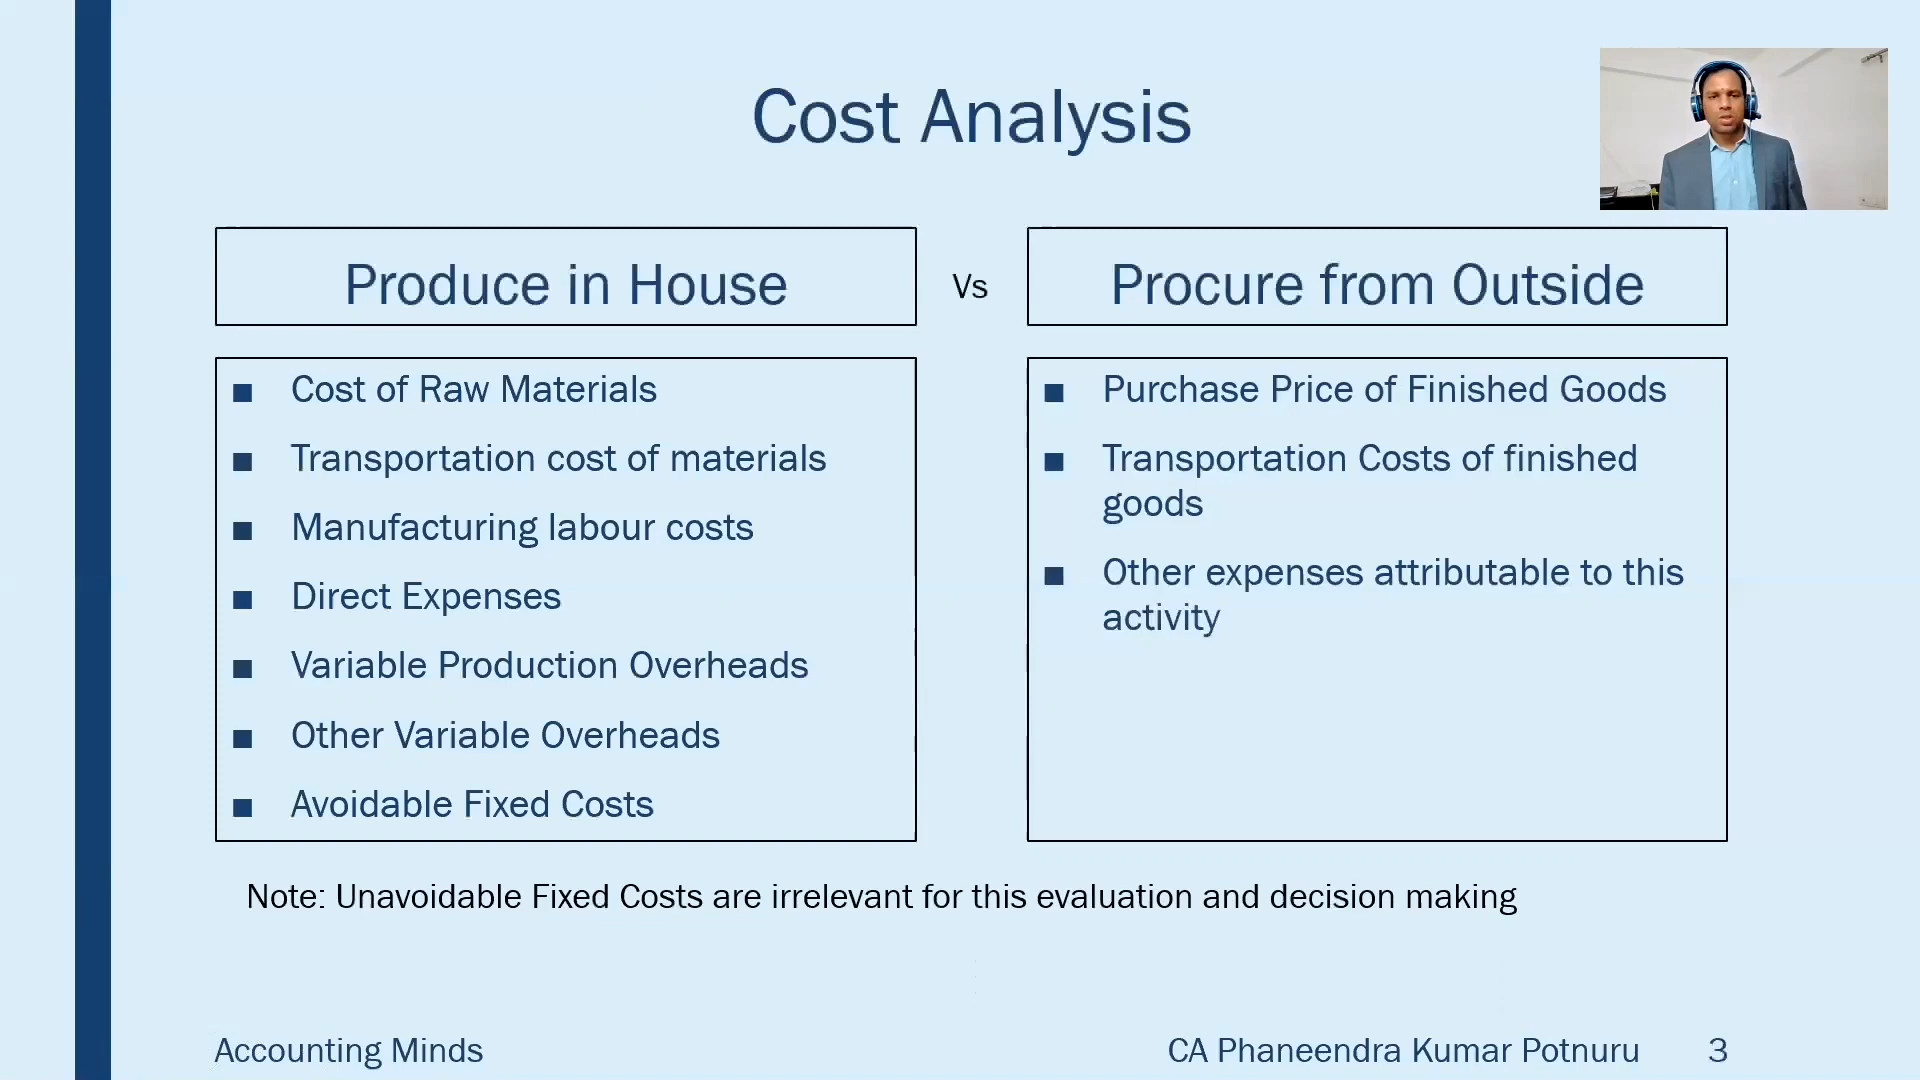 Cost Analysis
Produce in House
Vs
Procure from Outside
Cost of Raw Materials
Transportation cost of materials
Manufacturing labour costs
Direct Expenses
Variable Production Overheads
Other Variable Overheads
Avoidable Fixed Costs
Purchase Price of Finished Goods
Transportation Costs of finished
goods
Other expenses attributable to this
activity
Note: Unavoidable Fixed Costs are irrelevant for this evaluation and decision making
Accounting Minds
CA Phaneendra Kumar Potnuru
3